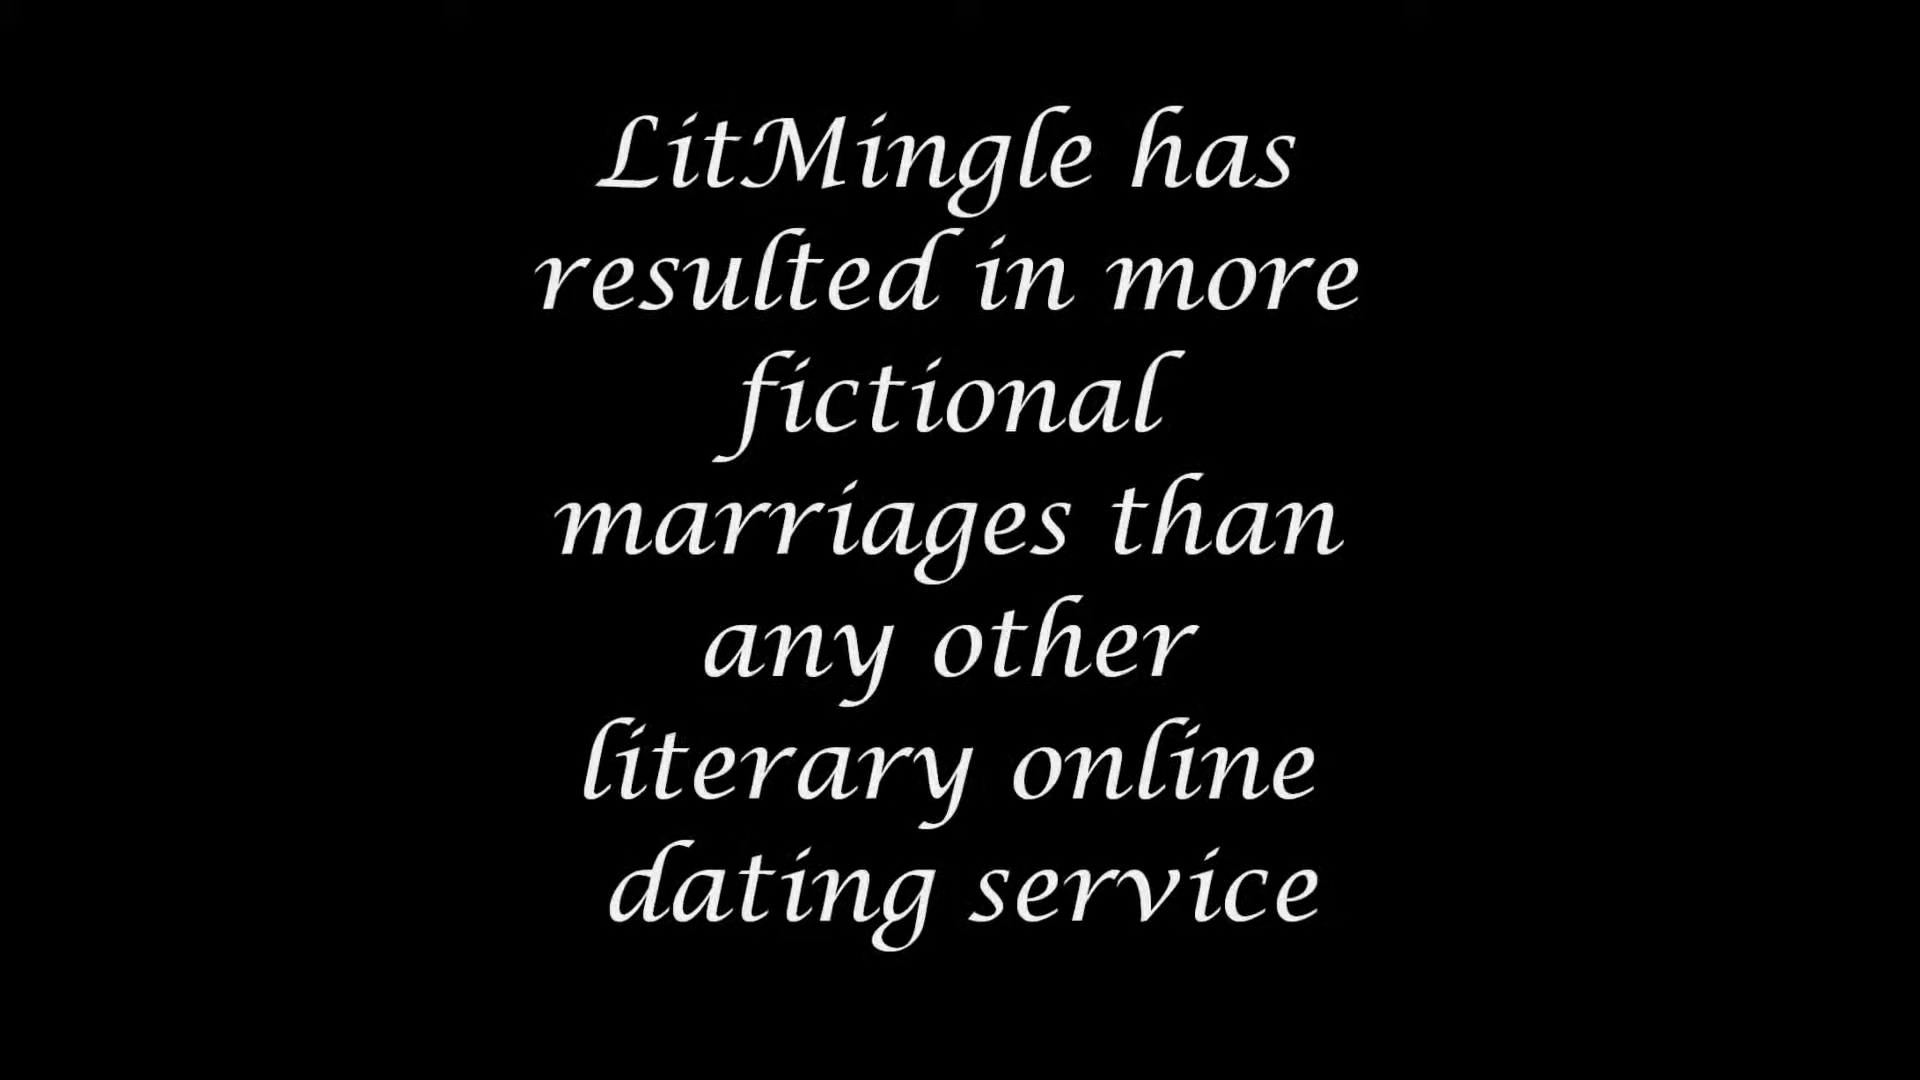 LitMingle has
resulted in more
fictional
marriages than
any other
literary online
dating service